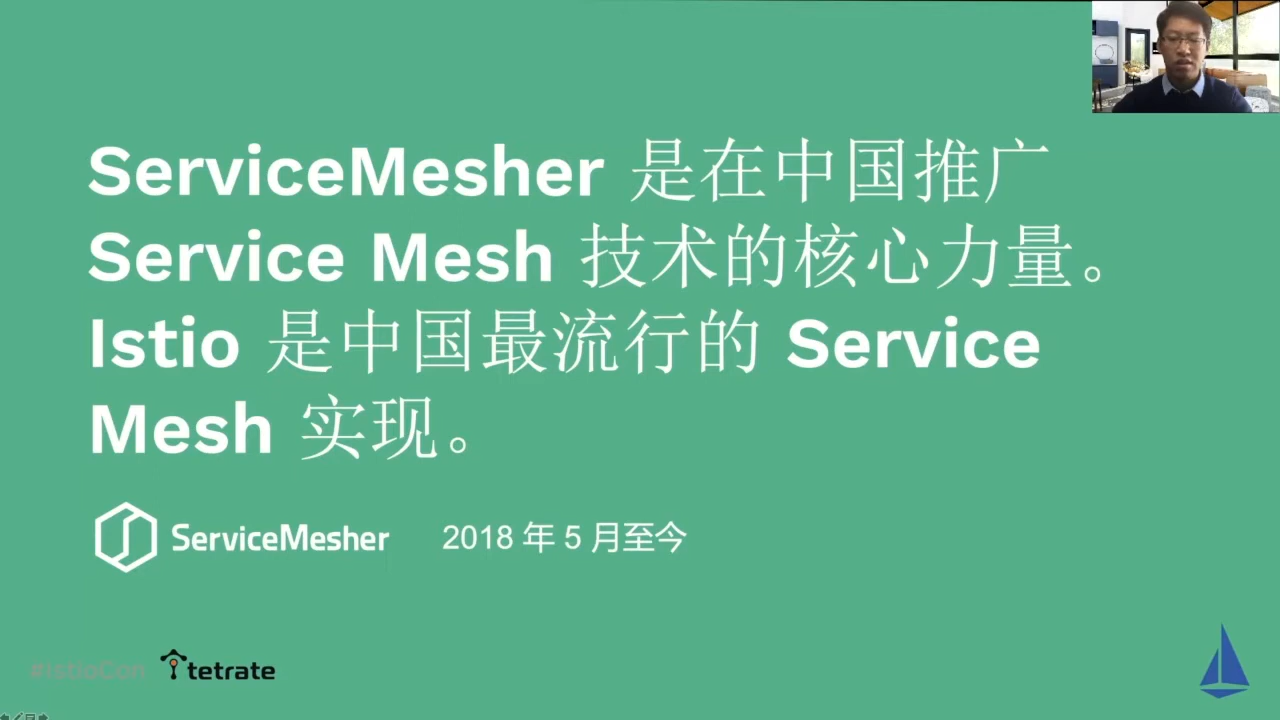 ServiceMesher 是在中国推广
Service Mesh 技术的核心力量。
Istio 是中国最流行的 Service
Mesh 实现。
ServiceMesher 2018 年 5 月至今
#IstioCon tetrate